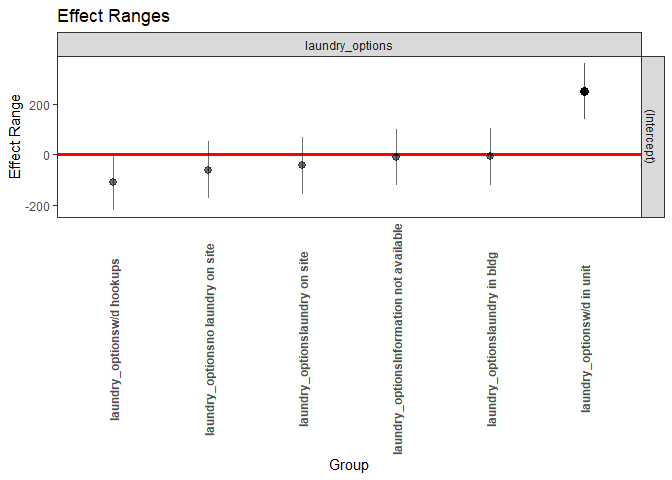 Effect Ranges
laundry_options
(Intercept)
Effect Range
200
0
-200
laundry_optionsw/d hookups
laundry_optionsno laundry on site
laundry_optionslaundry on site
laundry_optionsInformation not available
laundry_optionslaundry in bldg
laundry_optionsw/d in unit
Group